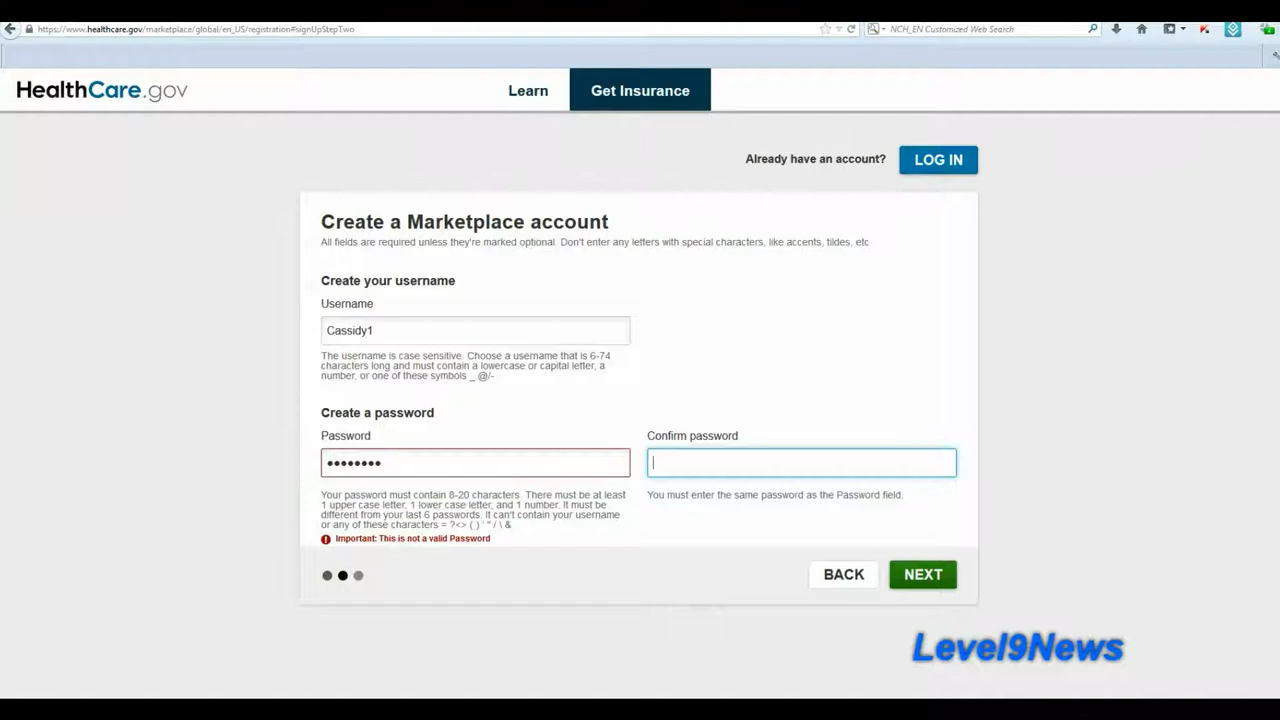 https://www.healthcare.gov/marketplace/global/en_US/registration#signUpStepTwo
NCH_EN Customized Web Search
HealthCare.gov
Learn
Get Insurance
Already have an account?
LOG IN
Create a Marketplace account
All fields are required unless they're marked optional. Don't enter any letters with special characters, like accents, tildes, etc
Create your username
Username
Cassidy1
The username is case sensitive. Choose a username that is 6-74
characters long and must contain a lowercase or capital letter, a
number, or one of these symbols _.@/-
Create a password
Password
••••••••
Your password must contain 8-20 characters. There must be at least
1 upper case letter, 1 lower case letter, and 1 number. It must be
different from your last 6 passwords. It can't contain your username
or any of these characters = ?<> ( ) ' " / \ &
Important: This is not a valid Password
Confirm password
You must enter the same password as the Password field.
BACK
NEXT
Level9News